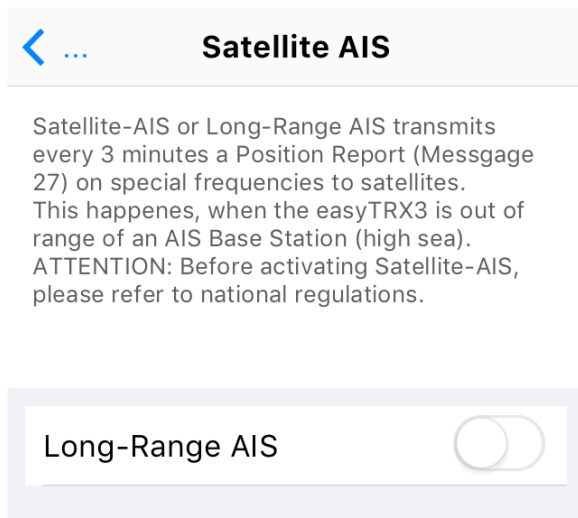 ... Satellite AIS
Satellite-AIS or Long-Range AIS transmits
every 3 minutes a Position Report (Messgage
27) on special frequencies to satellites.
This happenes, when the easyTRX3 is out of
range of an AIS Base Station (high sea).
ATTENTION: Before activating Satellite-AIS,
please refer to national regulations.
Long-Range AIS